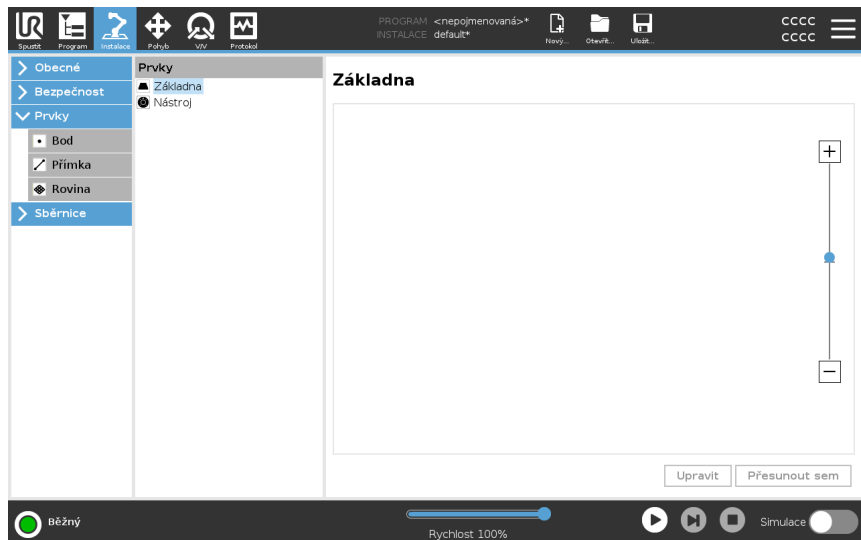 UR
Spustit
Program
Instalace
Pohyb
V/V
Protokol
PROGRAM <nepojmenovaná>*
INSTALACE default*
Nový...
Otevřít...
Uložit...
CCCC
CCCC
Obecné
Bezpečnost
Prvky
Bod
Přímka
Rovina
Sběrnice
Prvky
Základna
Nástroj
Základna
Upravit
Přesunout sem
Běžný
Rychlost 100%
Simulace